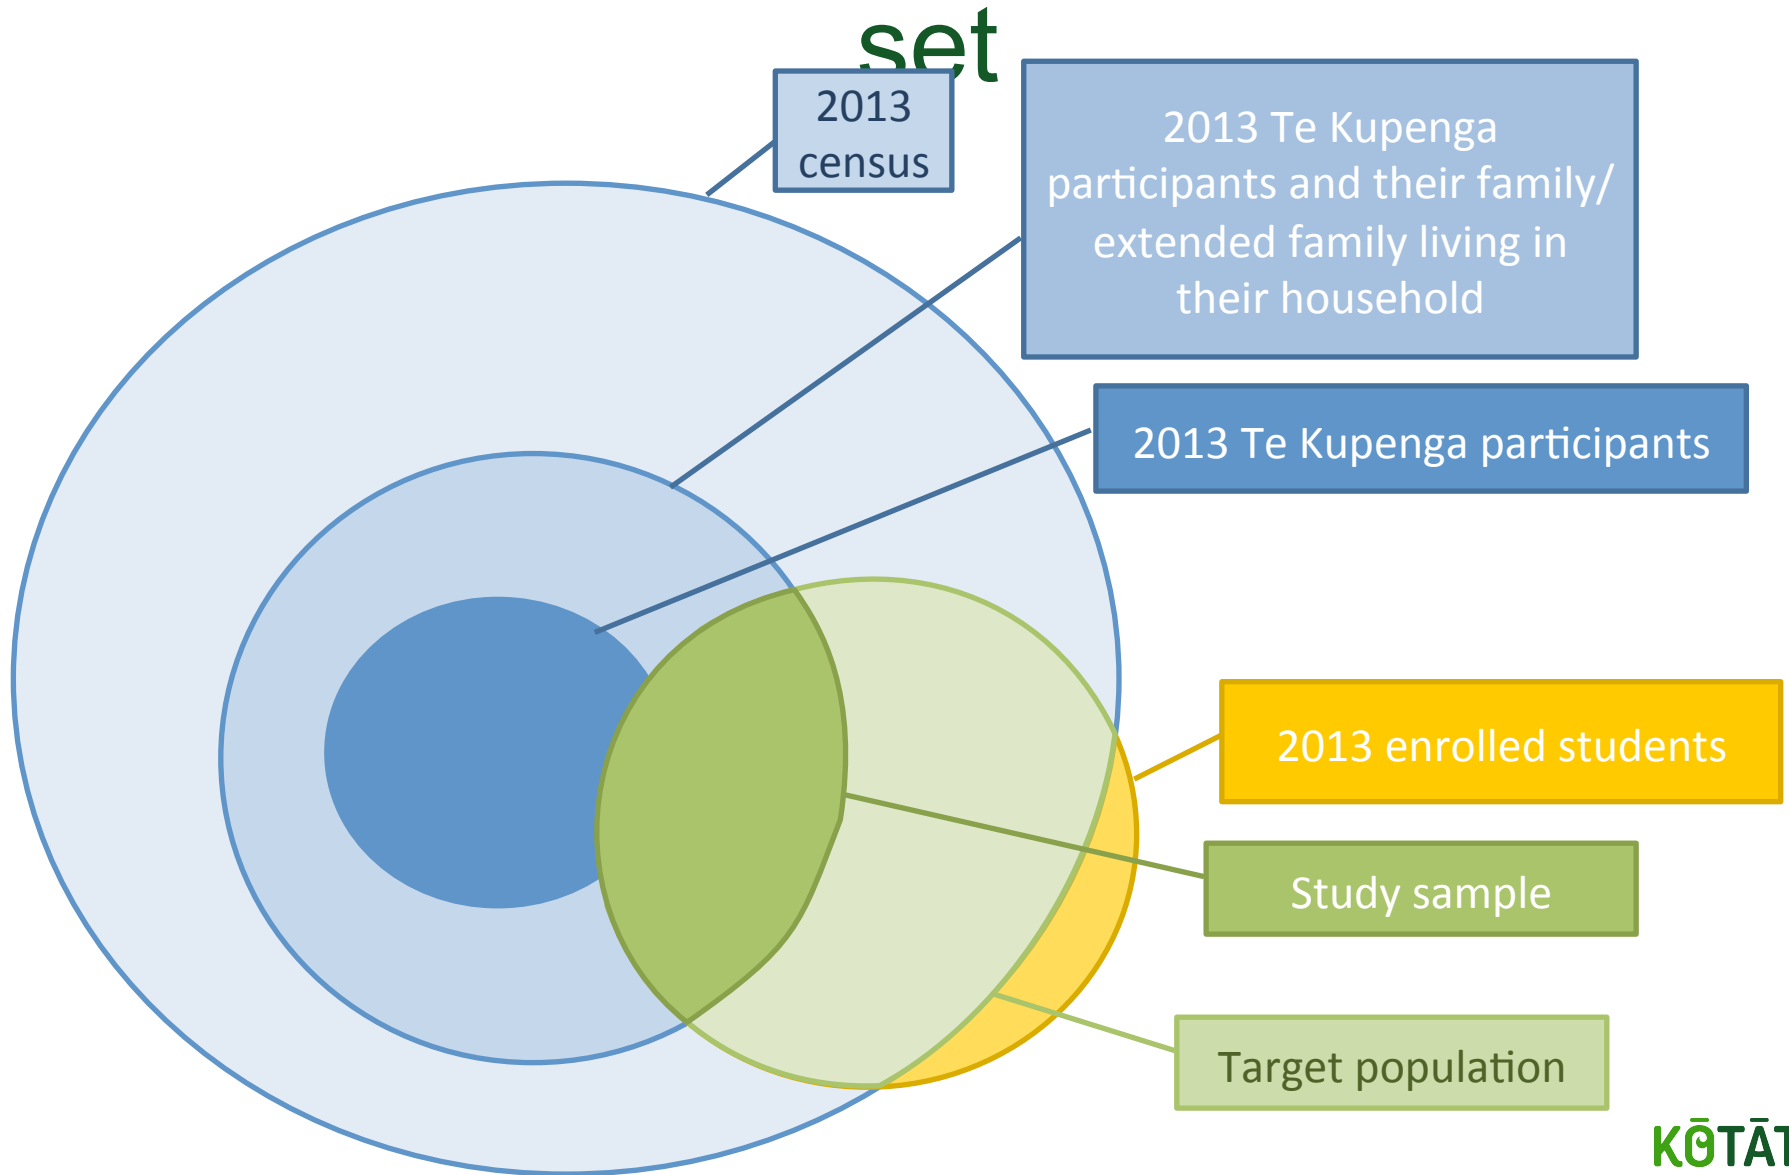 set
2013
census
2013 Te Kupenga
participants and their family/
extended family living in
their household
2013 Te Kupenga participants
2013 enrolled students
Study sample
Target population
KŌTĀT